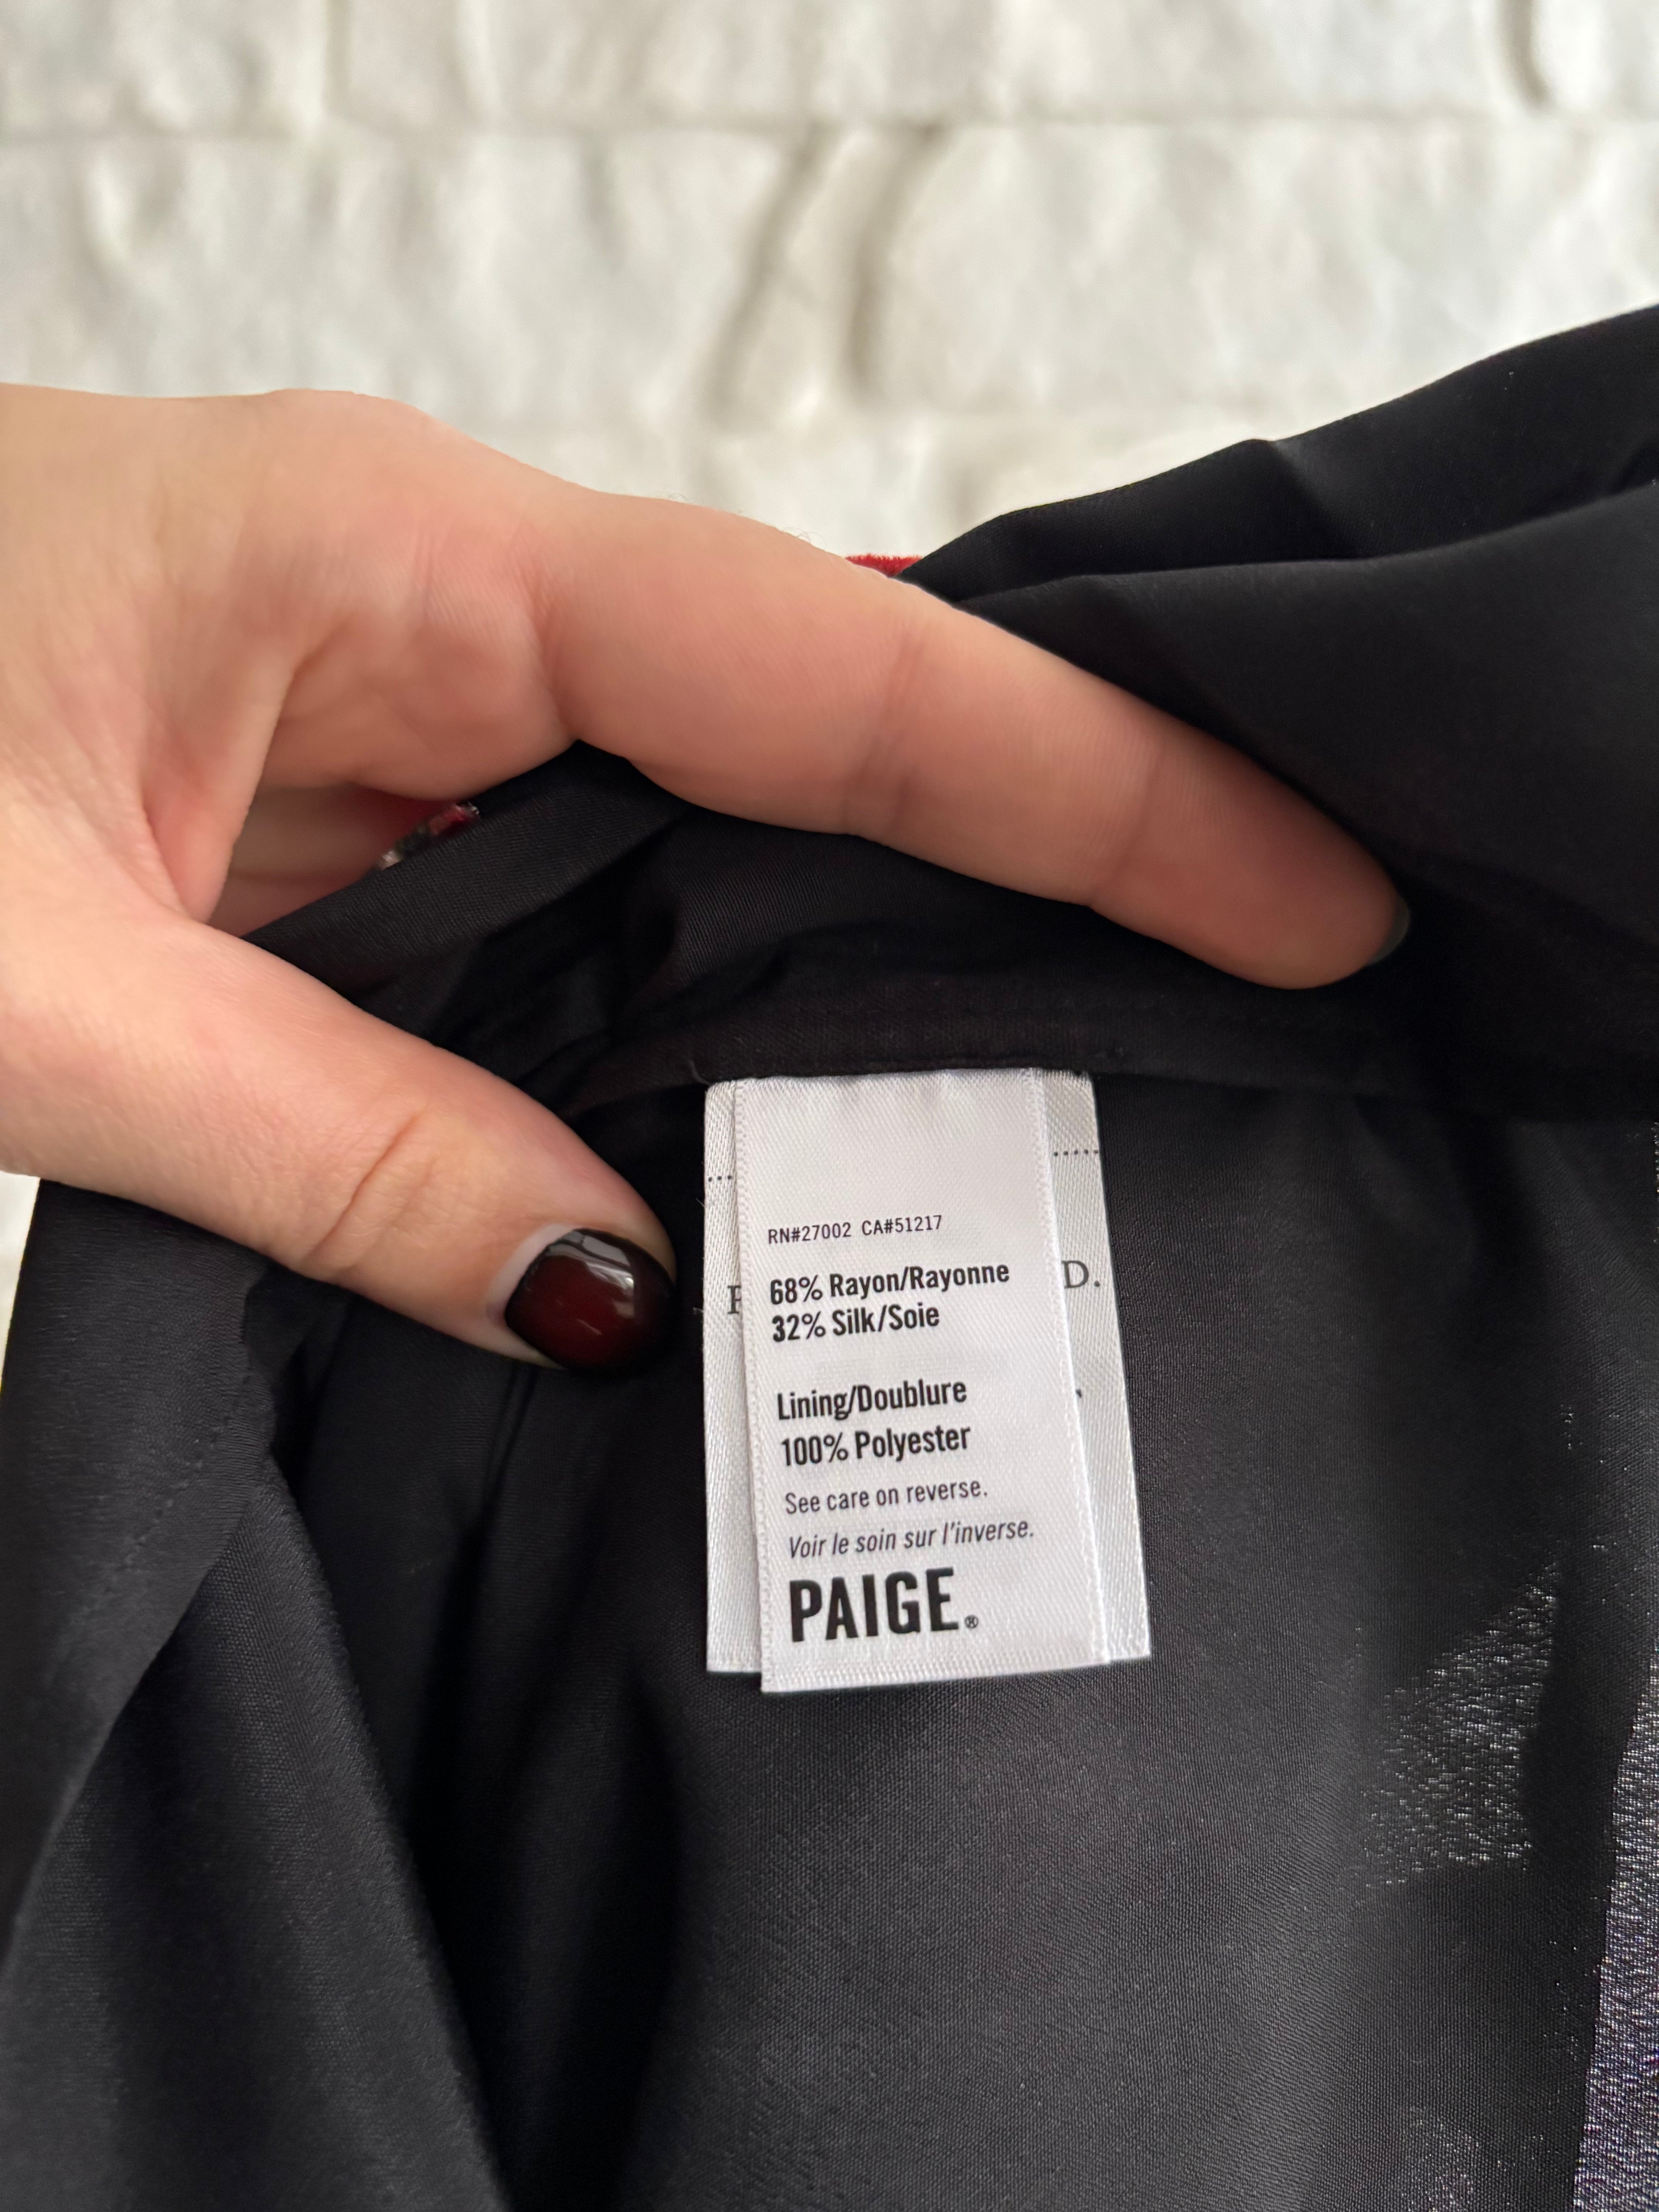 RN#27002 CA#51217
68% Rayon/Rayonne
32% Silk/Soie
Lining/Doublure
100% Polyester
See care on reverse.
Voir le soin sur l'inverse.
PAIGE®